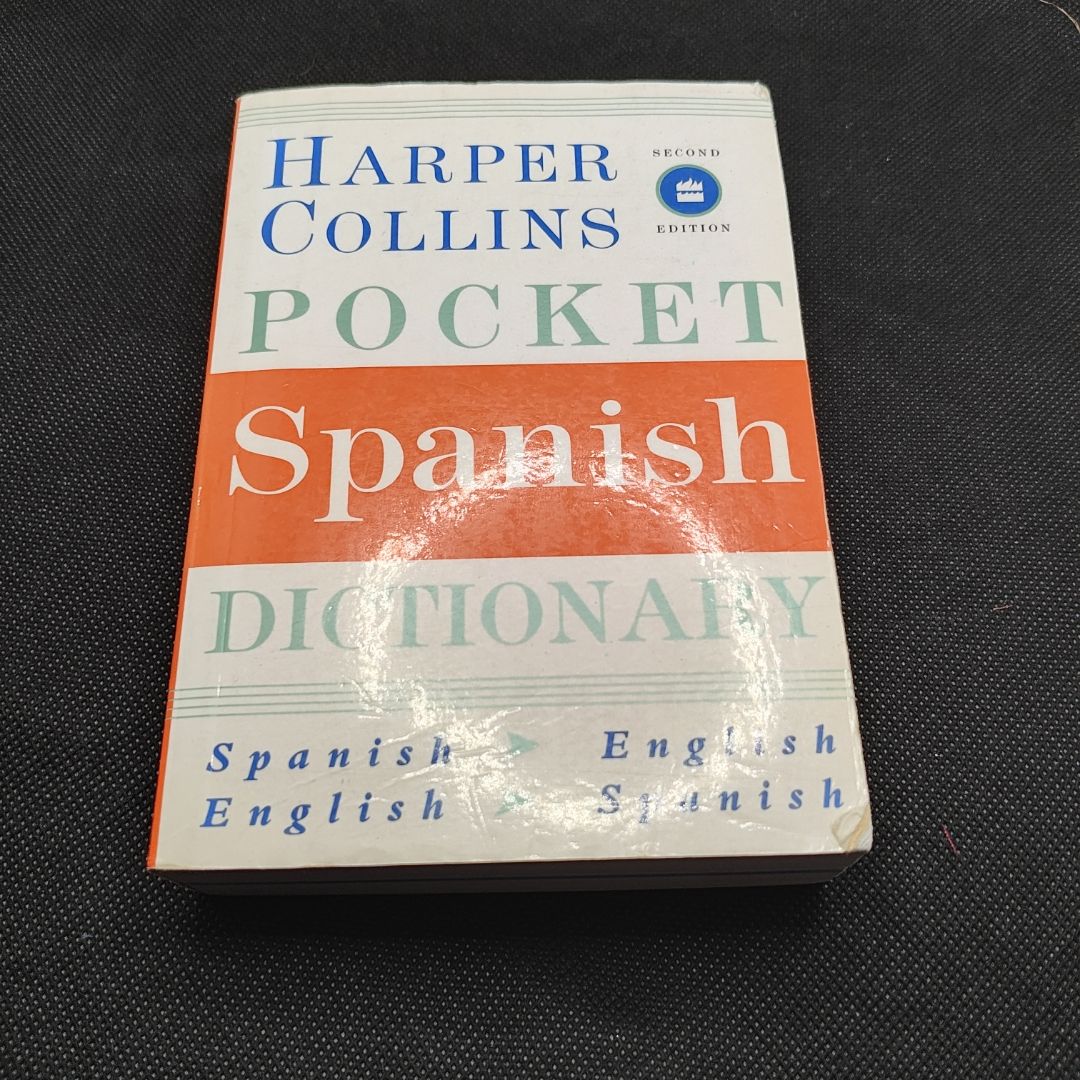 HARPER
COLLINS
SECOND
EDITION
POCKET
Spanish
DICTIONARY
Spanish English
English Spanish